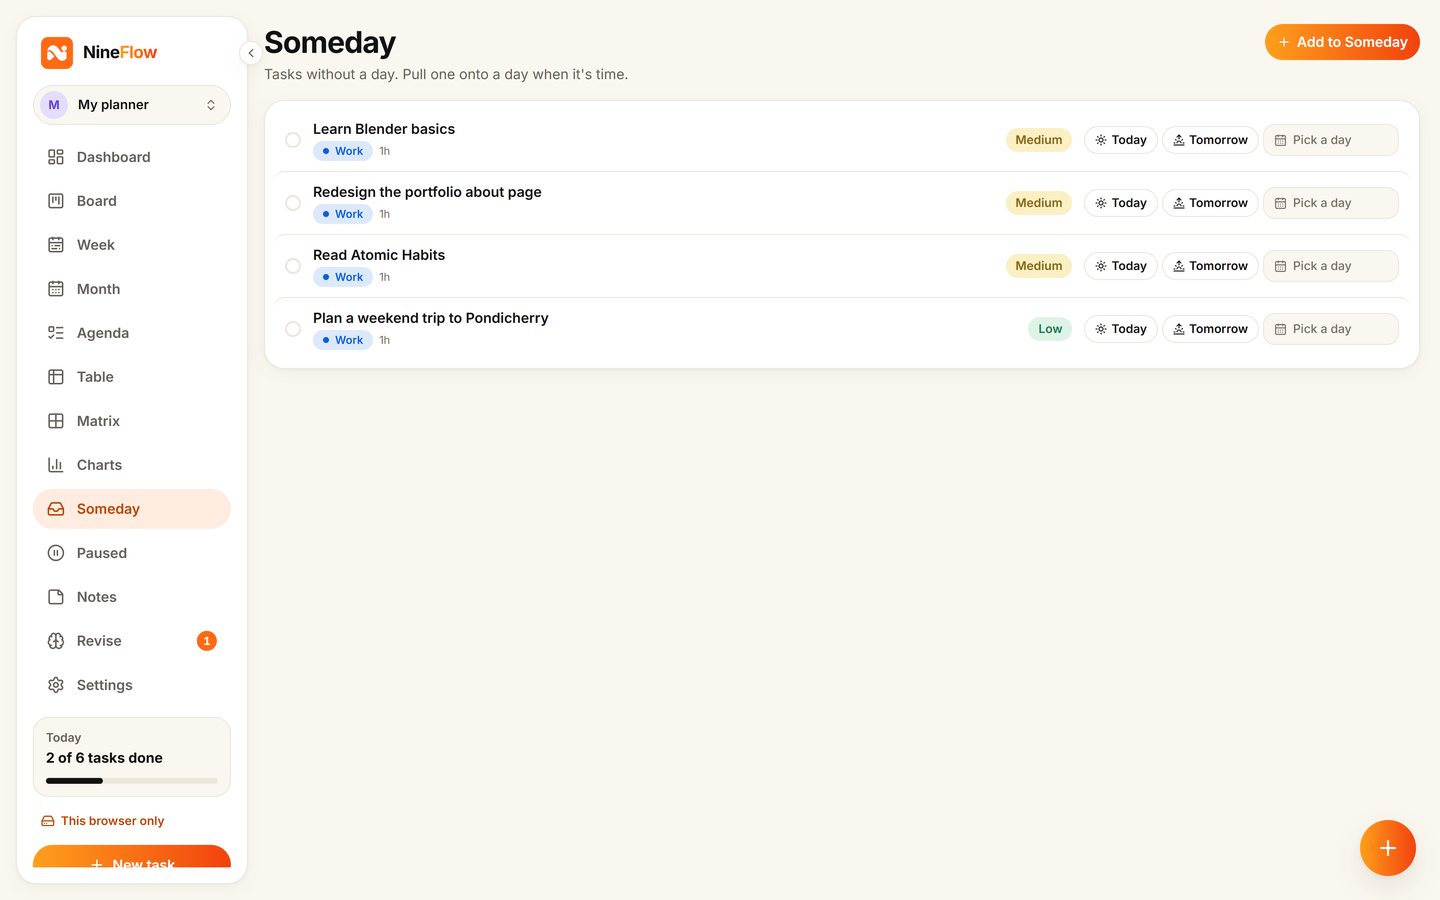 NineFlow
M My planner
Dashboard
Board
Week
Month
Agenda
Table
Matrix
Charts
Someday
Paused
Notes
Revise 1
Settings
Today
2 of 6 tasks done
This browser only
+ New task
Someday
Tasks without a day. Pull one onto a day when it's time.
+ Add to Someday
Learn Blender basics
Work 1h
Medium Today Tomorrow Pick a day
Redesign the portfolio about page
Work 1h
Medium Today Tomorrow Pick a day
Read Atomic Habits
Work 1h
Medium Today Tomorrow Pick a day
Plan a weekend trip to Pondicherry
Work 1h
Low Today Tomorrow Pick a day